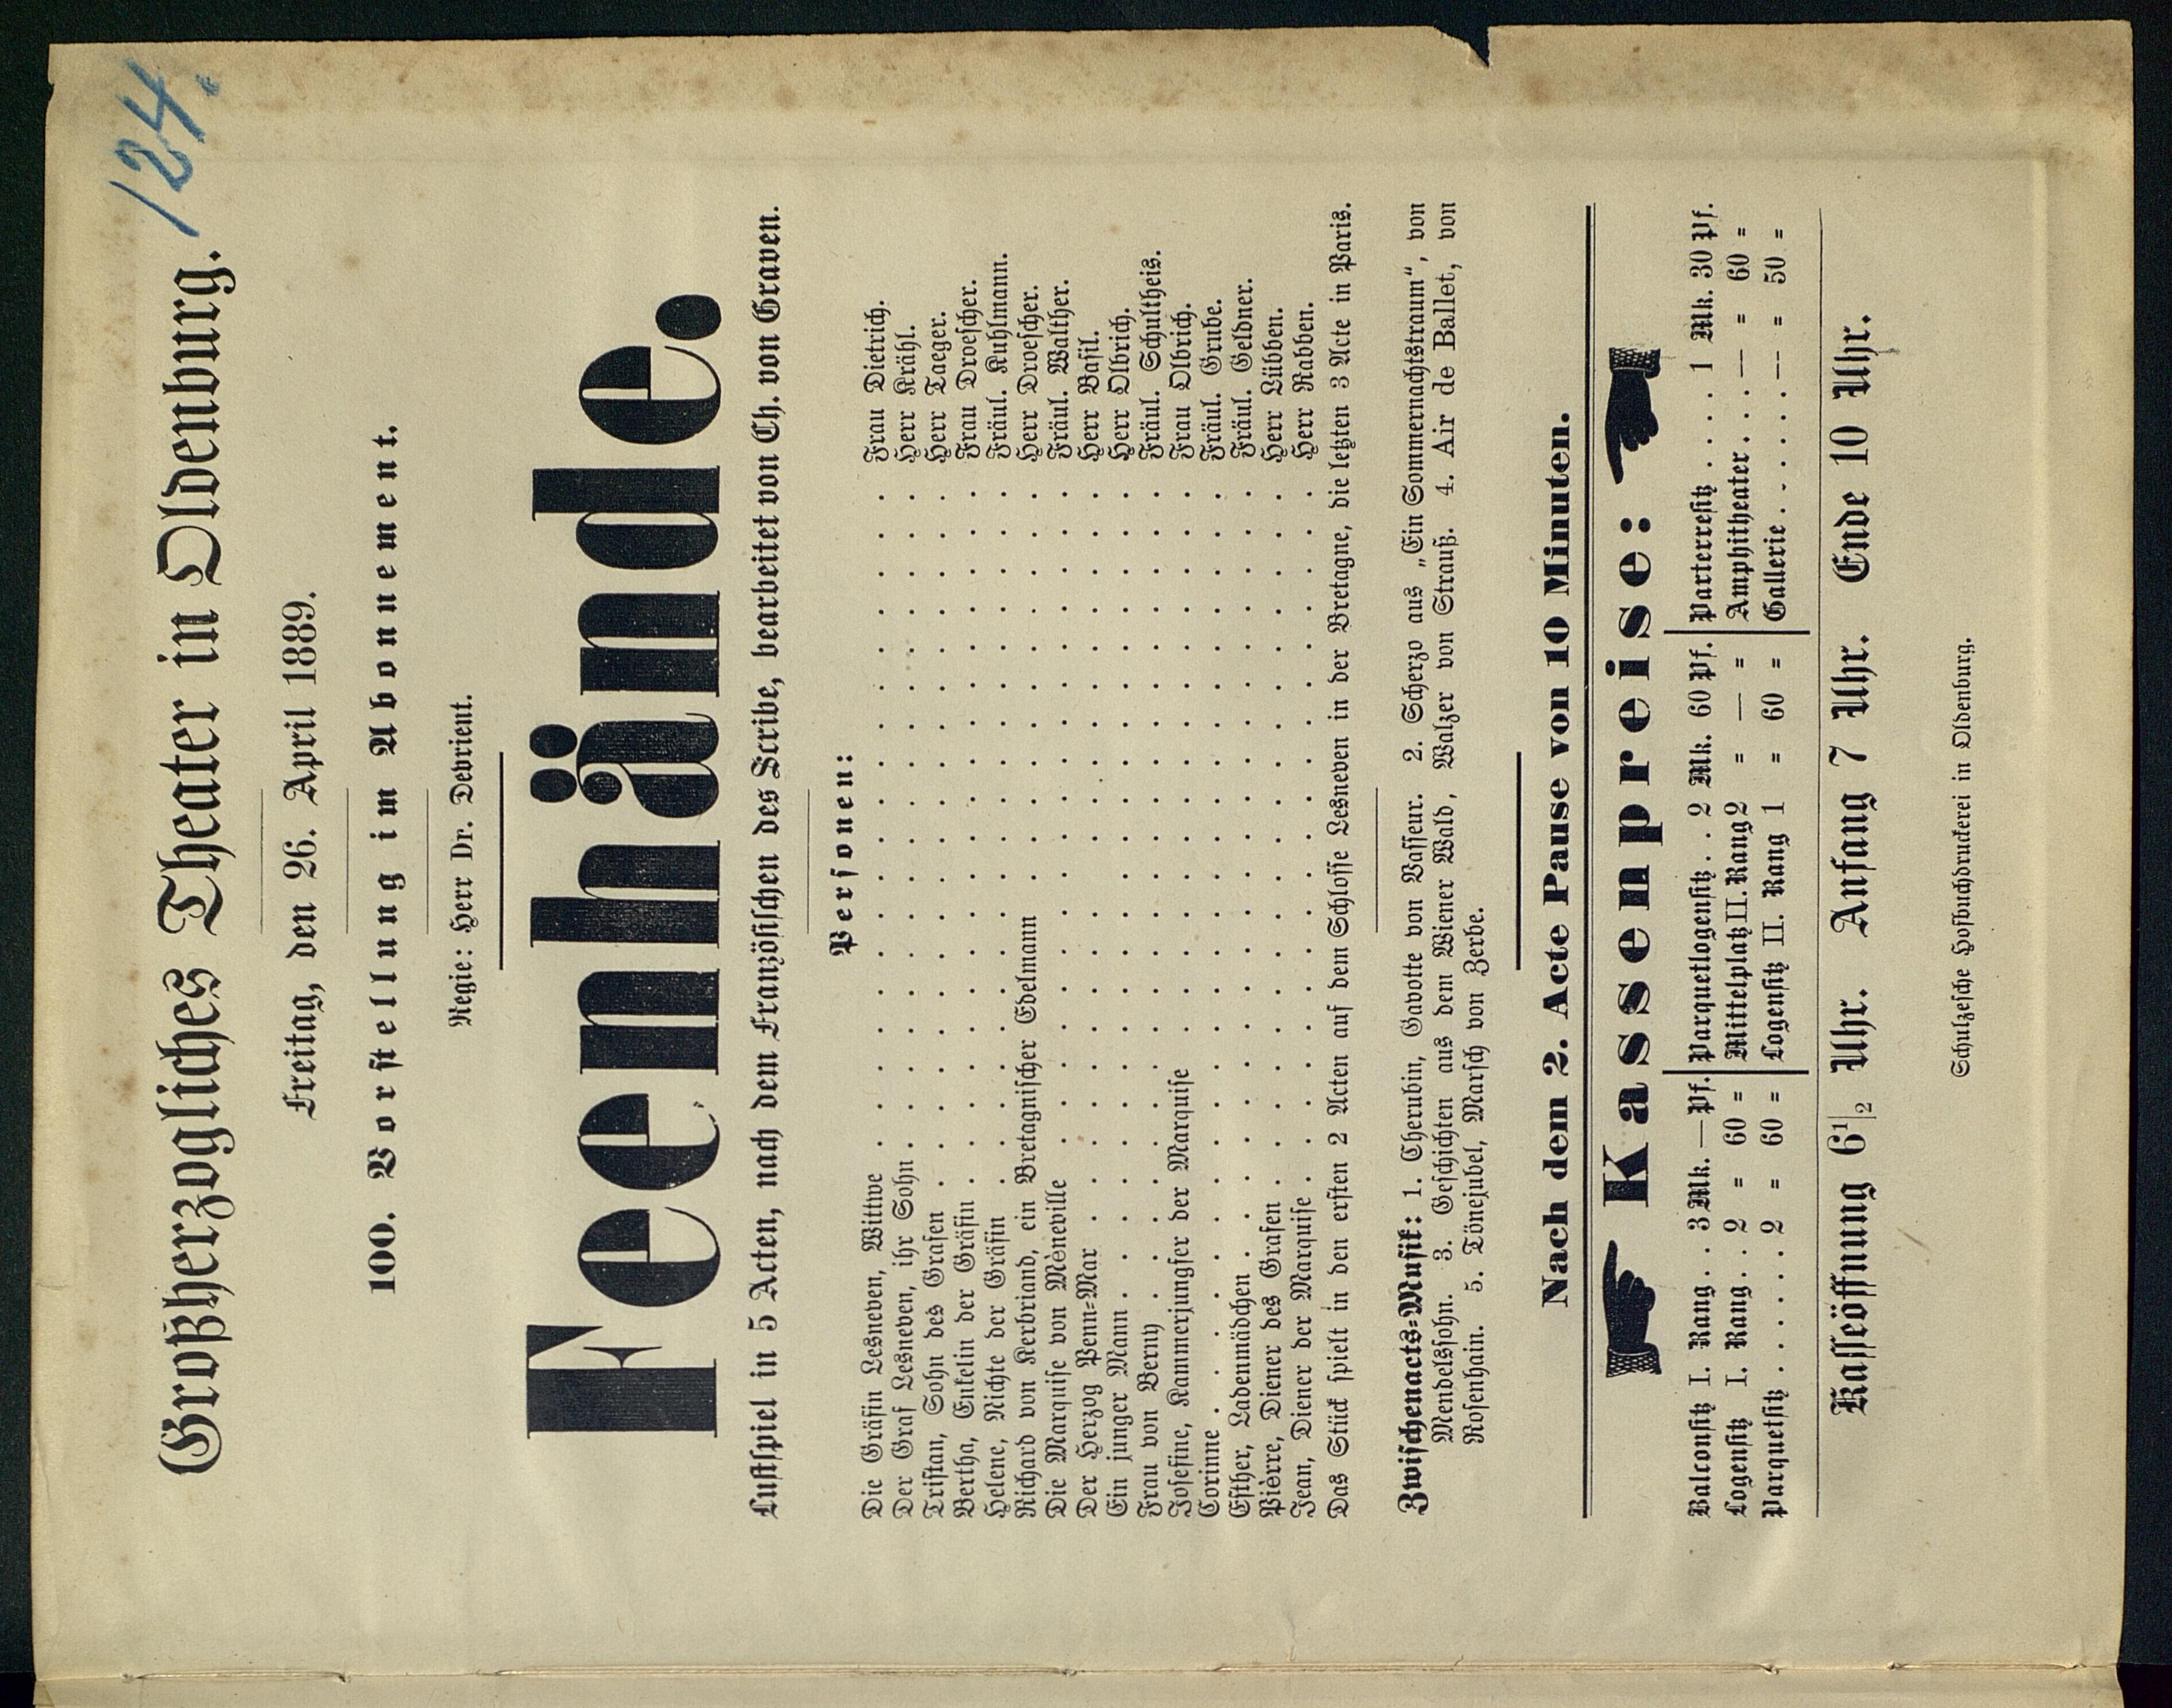 124.
Großherzogliches Theater in Oldenburg.
Freitag, den 26. April 1889.
100. Vorstellung im Abonnement.
Regie: Herr Dr. Devrient.
Feenhände.
Lustspiel in 5 Acten, nach dem Französischen des Scribe, bearbeitet von Ch. von Graven.
Personen:
Die Gräfin Lesneven, Wittwe . . . . . . . . Frau Dietrich.
Der Graf Lesneven, ihr Sohn . . . . . . . . Herr Krähl.
Tristan, Sohn des Grafen . . . . . . . . Herr Taeger.
Bertha, Enkelin der Gräfin . . . . . . . . Frau Droescher.
Helene, Nichte der Gräfin . . . . . . . . Fräul. Kuhlmann.
Richard von Kerbriand, ein Bretagnischer Edelmann . . . . . . . . Herr Droescher.
Die Marquise von Mèneville . . . . . . . . Fräul. Walther.
Der Herzog Penn=Mar . . . . . . . . Herr Basil.
Ein junger Mann . . . . . . . . Herr Olbrich.
Frau von Berny . . . . . . . . Fräul. Schultheis.
Josefine, Kammerjungfer der Marquise . . . . . . . . Frau Olbrich.
Corinne . . . . . . . . Fräul. Grube.
Esther, Ladenmädchen . . . . . . . . Fräul. Geldner.
Pièrre, Diener des Grafen . . . . . . . . Herr Lübben.
Jean, Diener der Marquise . . . . . . . . Herr Rabben.
Das Stück spielt in den ersten 2 Acten auf dem Schlosse Lesneven in der Bretagne, die letzten 3 Acte in Paris.
Zwischenacts=Musik: 1. Cherubin, Gavotte von Vasseur. 2. Scherzo aus „Ein Sommernachtstraum“, von
Mendelssohn. 3. Geschichten aus dem Wiener Wald, Walzer von Strauß. 4. Air de Ballet, von
Rosenhain. 5. Tönejubel, Marsch von Zerbe.
Nach dem 2. Acte Pause von 10 Minuten.
Kassenpreise:
Balconsitz I. Rang . . 3 Mk. — Pf.
Logensitz I. Rang . . 2 = 60 =
Parquetsitz . . . . . . 2 = 60 =
Parquetlogensitz . . 2 Mk. 60 Pf.
Mittelplatz II. Rang 2 = — =
Logensitz II. Rang 1 = 60 =
Parterresitz . . . . 1 Mk. 30 Pf.
Amphitheater . . . — = 60 =
Gallerie . . . . . . — = 50 =
Kasseöffnung 6 1/2 Uhr. Anfang 7 Uhr. Ende 10 Uhr.
Schulzesche Hofbuchdruckerei in Oldenburg.